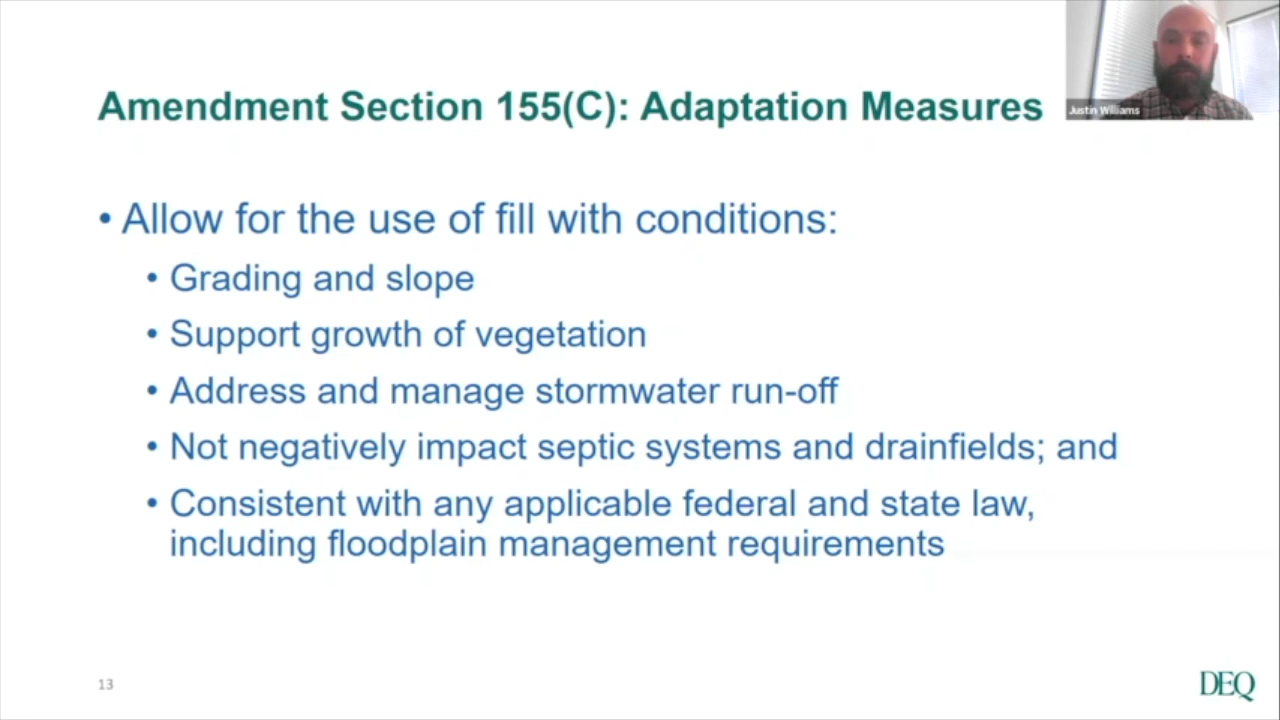 Amendment Section 155(C): Adaptation Measures
Justin Williams
• Allow for the use of fill with conditions:
• Grading and slope
• Support growth of vegetation
• Address and manage stormwater run-off
• Not negatively impact septic systems and drainfields; and
• Consistent with any applicable federal and state law,
including floodplain management requirements
13
DEQ